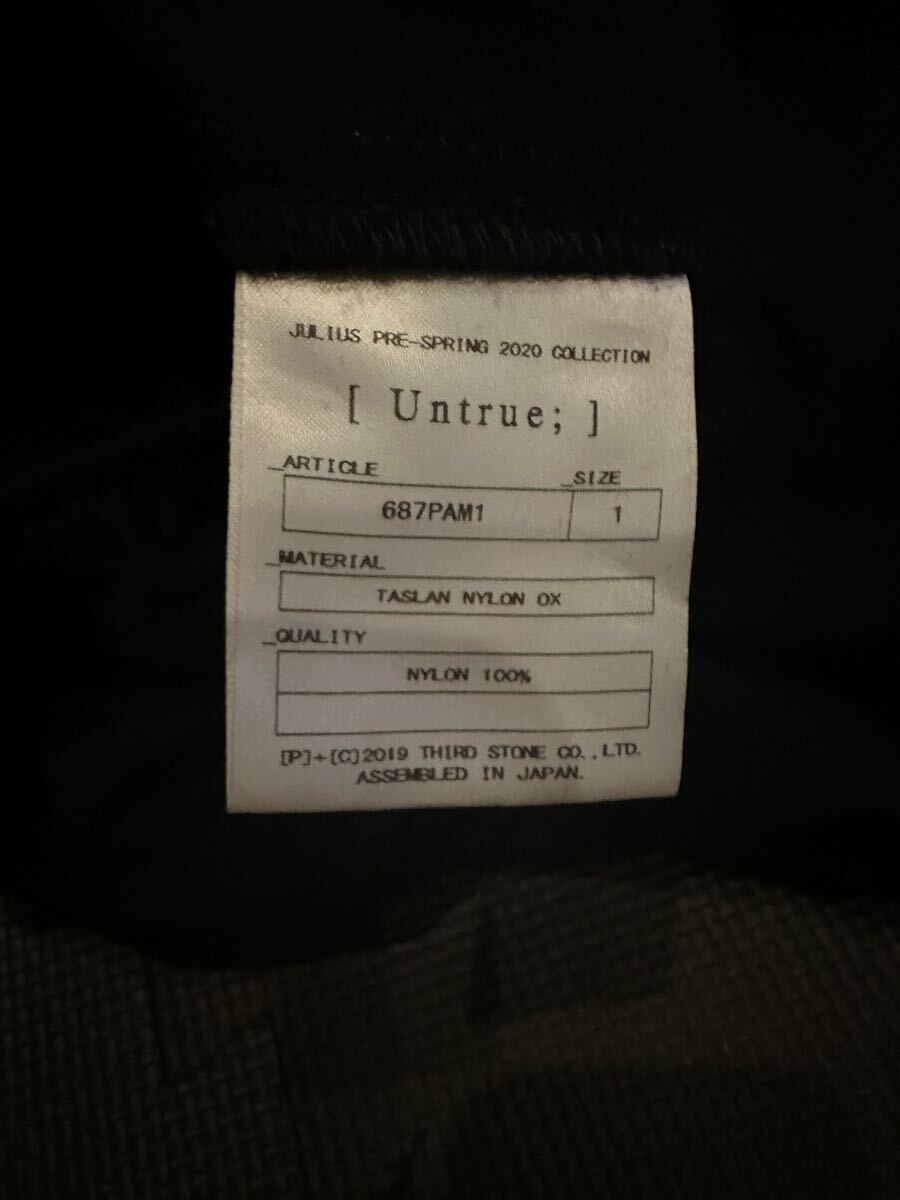 JULIUS PRE-SPRING 2020 COLLECTION
[ Untrue; ]
_ARTICLE _SIZE
687PAM1 1
_MATERIAL
TASLAN NYLON OX
_QUALITY
NYLON 100%
[P]+[C]2019 THIRD STONE CO.,LTD.
ASSEMBLED IN JAPAN.